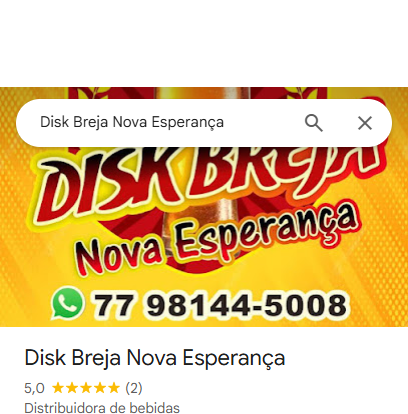 Disk Breja Nova Esperança
DISK BREJA
Nova Esperança
77 98144-5008
Disk Breja Nova Esperança
5,0 ★★★★★ (2)
Distribuidora de bebidas